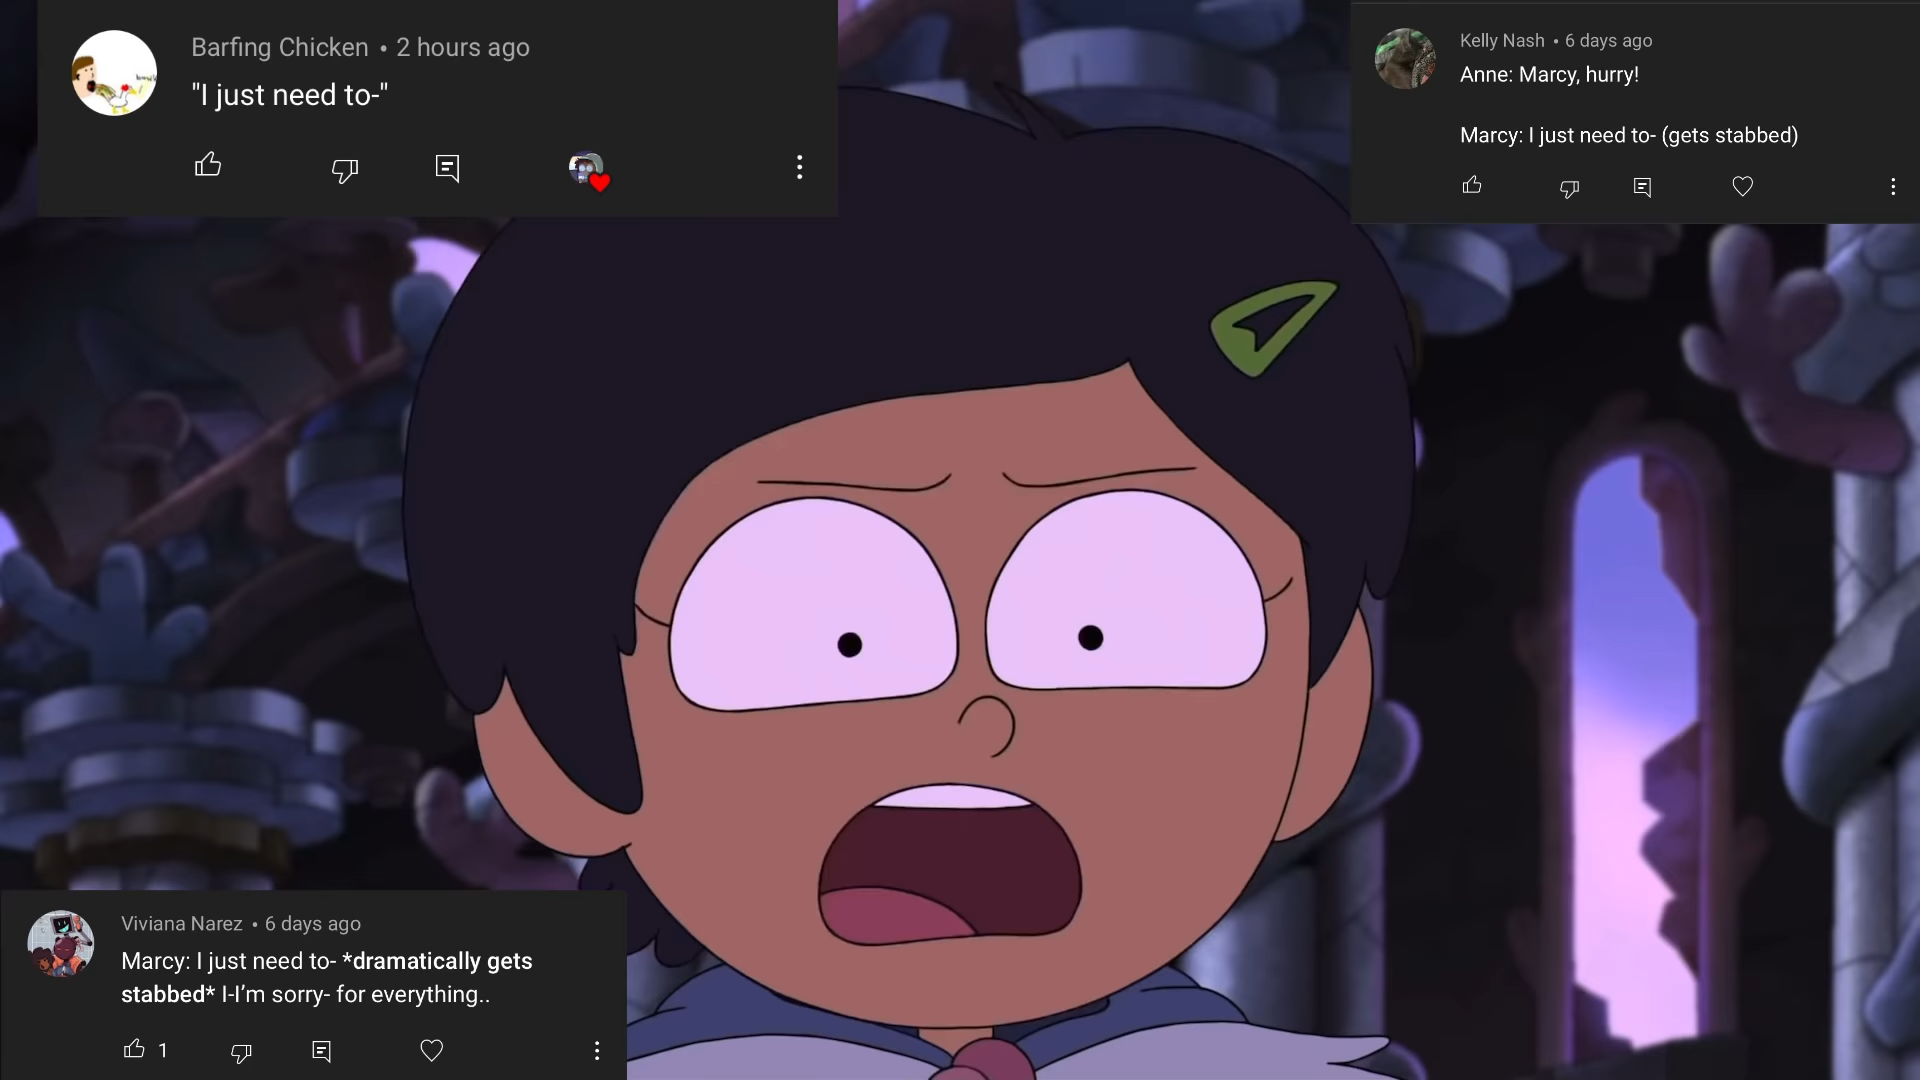 Barfing Chicken • 2 hours ago
"I just need to-"
Kelly Nash • 6 days ago
Anne: Marcy, hurry!
Marcy: I just need to- (gets stabbed)
Viviana Narez • 6 days ago
Marcy: I just need to- *dramatically gets
stabbed* I-I’m sorry- for everything..
1